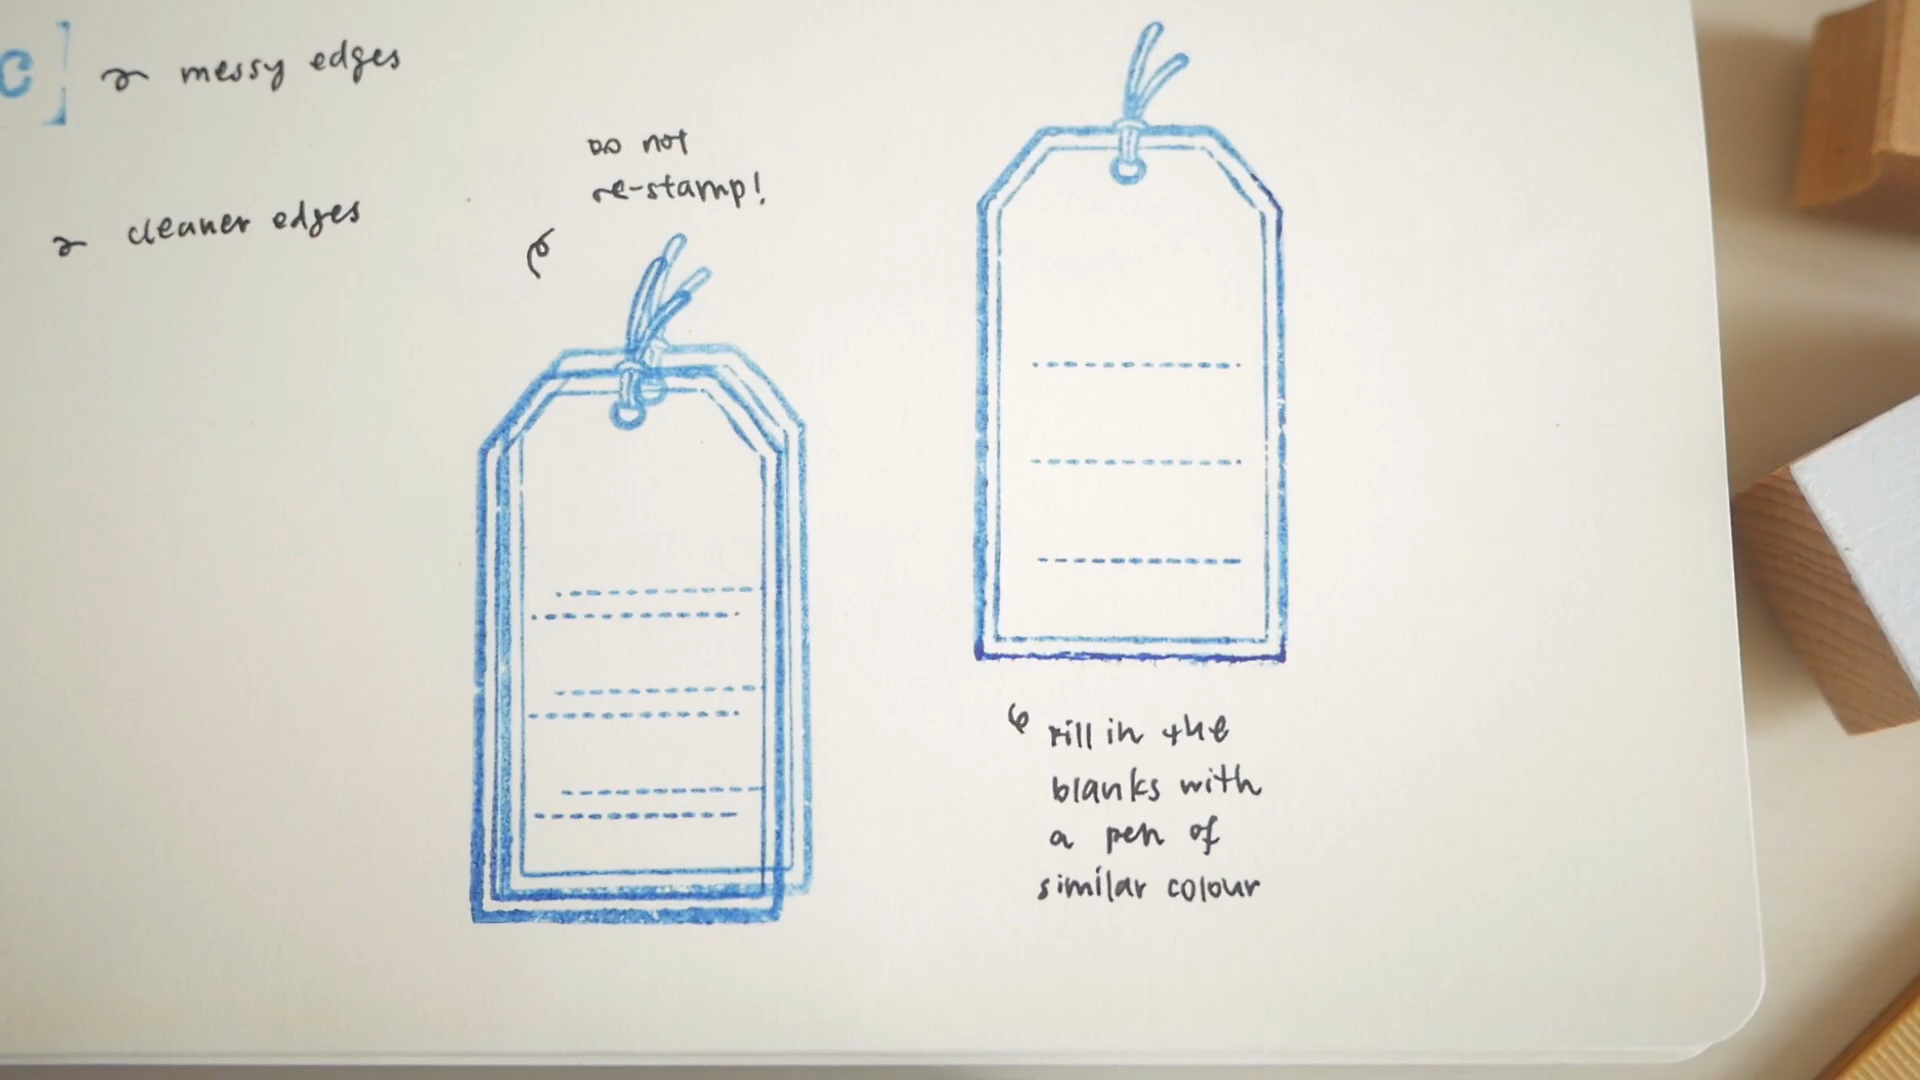 C] messy edges
cleaner edges
Do not
re-stamp!
Fill in the
blanks with
a pen of
similar colour